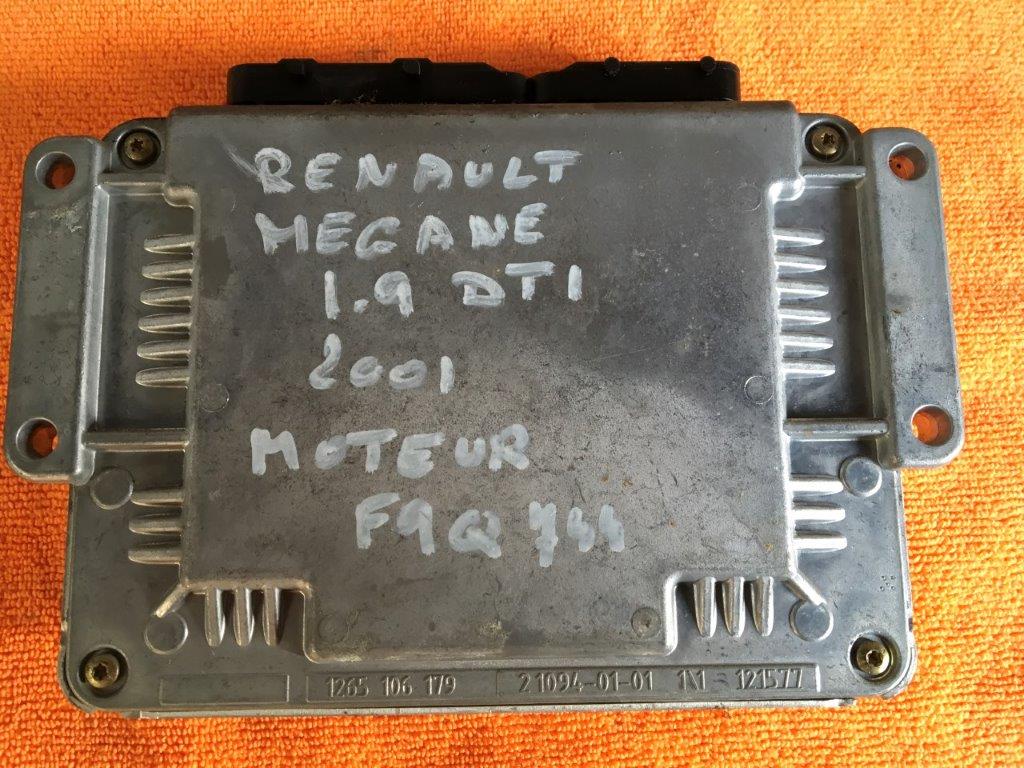 RENAULT
MEGANE
1.9 DTI
2001
MOTEUR
F9Q 744
1265 106 179 21094-01-01 1N1 121577